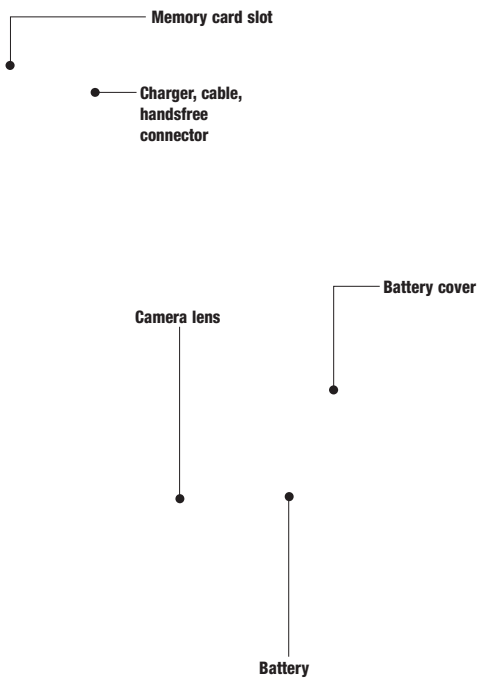 Memory card slot
Charger, cable,
handsfree
connector
Battery cover
Camera lens
Battery